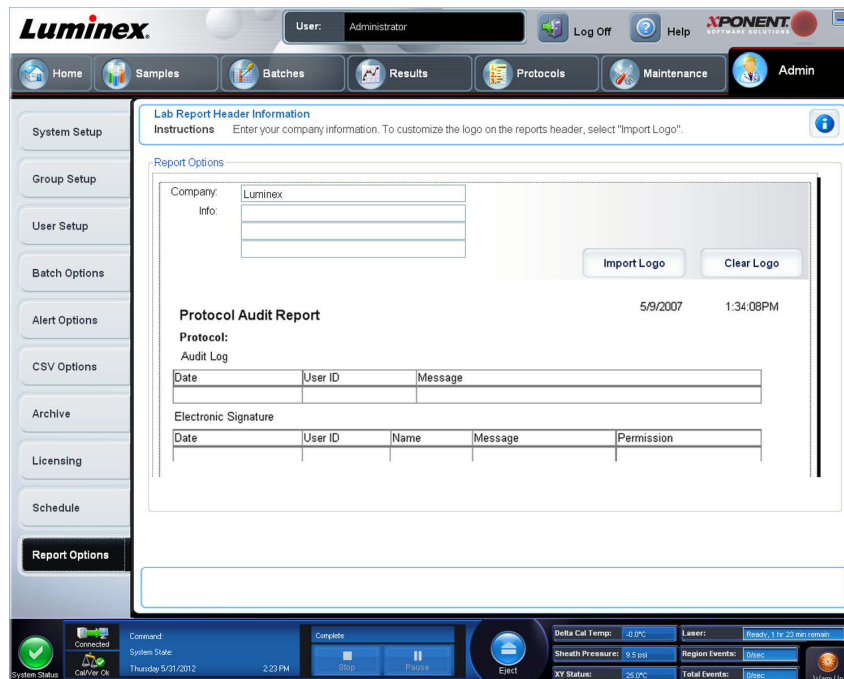 Luminex.
User: Administrator
Log Off
Help
XPONENT.
SOFTWARE SOLUTIONS
Home
Samples
Batches
Results
Protocols
Maintenance
Admin
System Setup
Group Setup
User Setup
Batch Options
Alert Options
CSV Options
Archive
Licensing
Schedule
Report Options
Lab Report Header Information
Instructions Enter your company information. To customize the logo on the reports header, select "Import Logo".
Report Options
Company: Luminex
Info:
Import Logo
Clear Logo
Protocol Audit Report
5/9/2007 1:34:08PM
Protocol:
Audit Log
Date User ID Message
Electronic Signature
Date User ID Name Message Permission
System Status
Connected
Cal/Ver Ok
Command:
System State:
Thursday 5/31/2012 2:23 PM
Complete
Stop
Pause
Eject
Delta Cal Temp: -0.0°C
Sheath Pressure: 9.5 psi
XY Status: 25.0°C
Laser: Ready, 1 hr 23 min remain
Region Events: 0/sec
Total Events: 0/sec
Warm Up